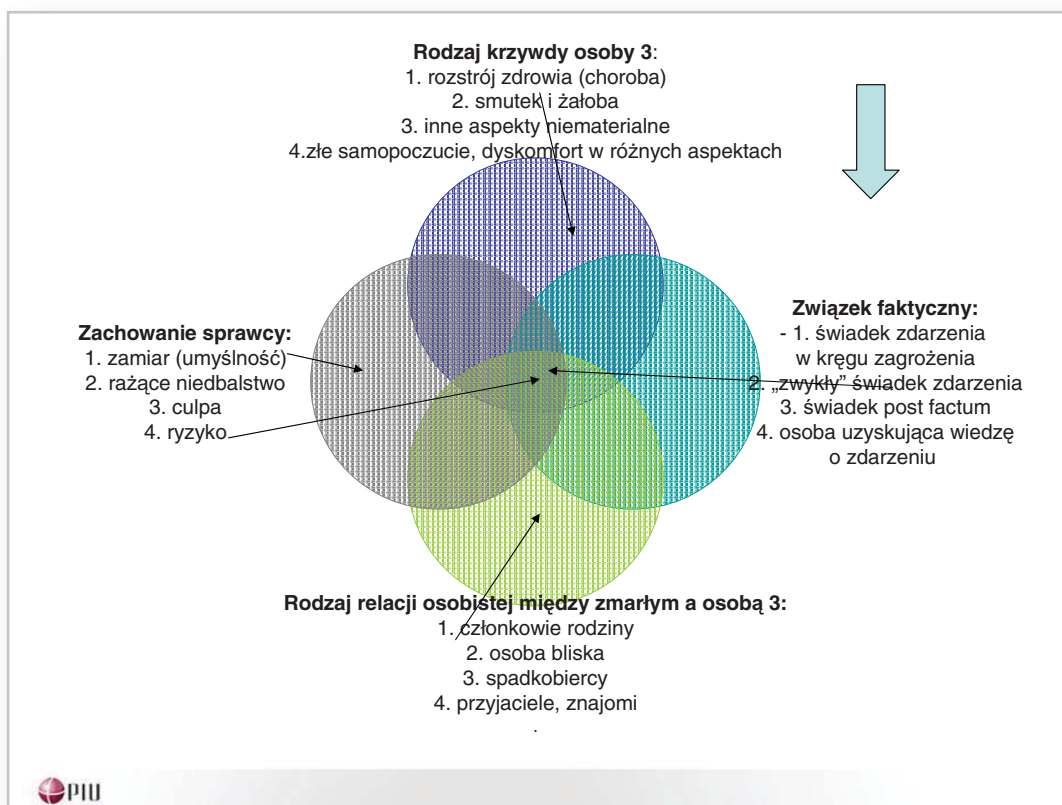 Rodzaj krzywdy osoby 3:
1. rozstrój zdrowia (choroba)
2. smutek i żałoba
3. inne aspekty niematerialne
4.złe samopoczucie, dyskomfort w różnych aspektach
Zachowanie sprawcy:
1. zamiar (umyślność)
2. rażące niedbalstwo
3. culpa
4. ryzyko
Związek faktyczny:
- 1. świadek zdarzenia
w kręgu zagrożenia
2. „zwykły” świadek zdarzenia
3. świadek post factum
4. osoba uzyskująca wiedzę
o zdarzeniu
Rodzaj relacji osobistej między zmarłym a osobą 3:
1. członkowie rodziny
2. osoba bliska
3. spadkobiercy
4. przyjaciele, znajomi
.
PIU